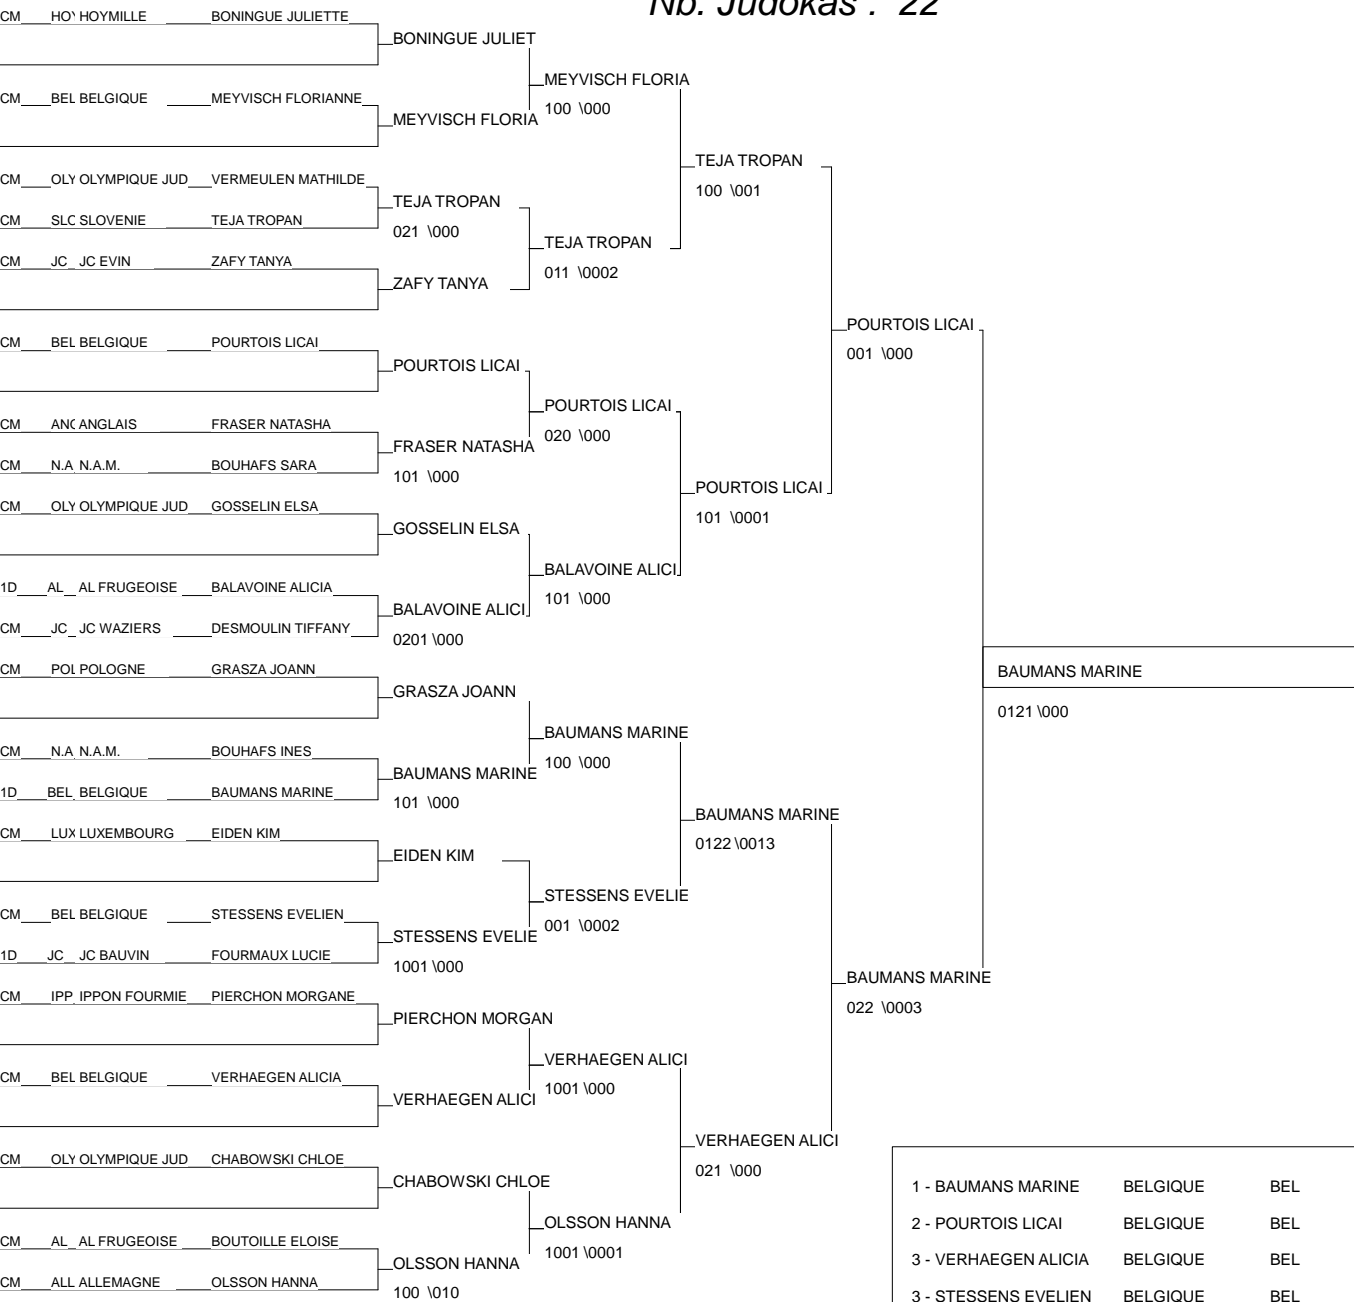 Nb. Judokas : 22
CM HOY HOYMILLE BONINGUE JULIETTE
BONINGUE JULIET
MEYVISCH FLORIA
100 \000
CM BEL BELGIQUE MEYVISCH FLORIANNE
MEYVISCH FLORIA
TEJA TROPAN
100 \001
CM OLY OLYMPIQUE JUD VERMEULEN MATHILDE
TEJA TROPAN
021 \000
CM SLO SLOVENIE TEJA TROPAN
TEJA TROPAN
011 \0002
CM JC JC EVIN ZAFY TANYA
ZAFY TANYA
POURTOIS LICAI
001 \000
CM BEL BELGIQUE POURTOIS LICAI
POURTOIS LICAI
POURTOIS LICAI
020 \000
CM ANG ANGLAIS FRASER NATASHA
FRASER NATASHA
101 \000
CM N.A N.A.M. BOUHAFS SARA
POURTOIS LICAI
101 \0001
CM OLY OLYMPIQUE JUD GOSSELIN ELSA
GOSSELIN ELSA
BALAVOINE ALICI
101 \000
1D AL AL FRUGEOISE BALAVOINE ALICIA
BALAVOINE ALICI
0201 \000
CM JC JC WAZIERS DESMOULIN TIFFANY
BAUMANS MARINE
0121 \000
CM POL POLOGNE GRASZA JOANN
GRASZA JOANN
BAUMANS MARINE
100 \000
CM N.A N.A.M. BOUHAFS INES
BAUMANS MARINE
101 \000
1D BEL BELGIQUE BAUMANS MARINE
BAUMANS MARINE
0122 \0013
CM LUX LUXEMBOURG EIDEN KIM
EIDEN KIM
STESSENS EVELIE
001 \0002
CM BEL BELGIQUE STESSENS EVELIEN
STESSENS EVELIE
1001 \000
1D JC JC BAUVIN FOURMAUX LUCIE
BAUMANS MARINE
022 \0003
CM IPP IPPON FOURMIE PIERCHON MORGANE
PIERCHON MORGAN
VERHAEGEN ALICI
1001 \000
CM BEL BELGIQUE VERHAEGEN ALICIA
VERHAEGEN ALICI
VERHAEGEN ALICI
021 \000
CM OLY OLYMPIQUE JUD CHABOWSKI CHLOE
CHABOWSKI CHLOE
OLSSON HANNA
1001 \0001
CM AL AL FRUGEOISE BOUTOILLE ELOISE
OLSSON HANNA
100 \010
CM ALL ALLEMAGNE OLSSON HANNA
1 - BAUMANS MARINE BELGIQUE BEL
2 - POURTOIS LICAI BELGIQUE BEL
3 - VERHAEGEN ALICIA BELGIQUE BEL
3 - STESSENS EVELIEN BELGIQUE BEL